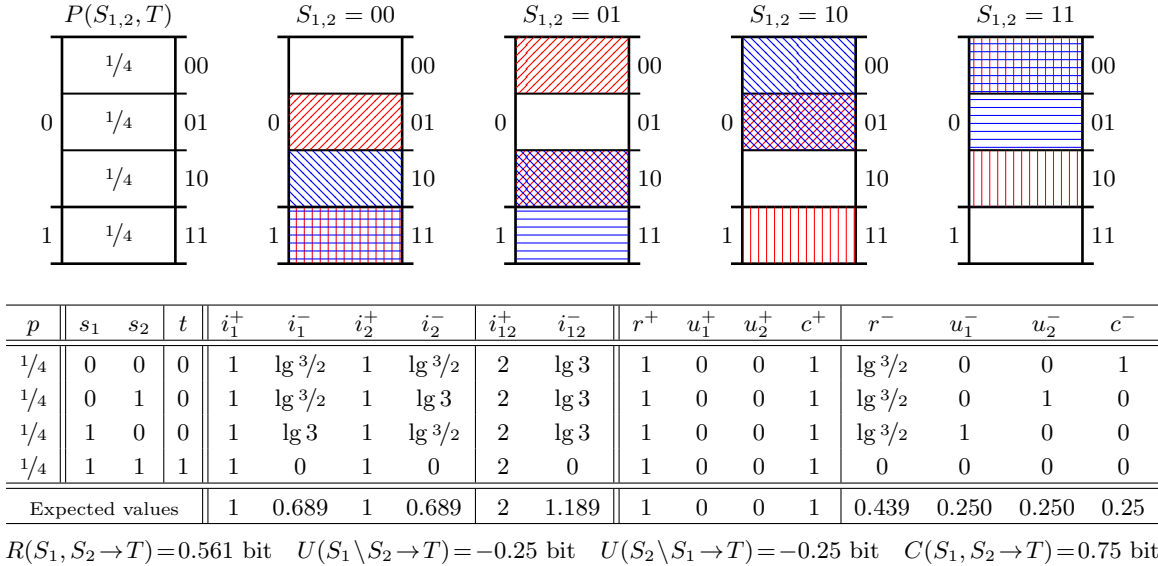 P(S₁,₂, T) S₁,₂ = 00 S₁,₂ = 01 S₁,₂ = 10 S₁,₂ = 11
1/4 00 00 00 00 00
0 1/4 01 0 01 0 01 0 01 0 01
1/4 10 10 10 10 10
1 1/4 11 1 11 1 11 1 11 1 11
p s₁ s₂ t i₁⁺ i₁⁻ i₂⁺ i₂⁻ i₁₂⁺ i₁₂⁻ r⁺ u₁⁺ u₂⁺ c⁺ r⁻ u₁⁻ u₂⁻ c⁻
1/4 0 0 0 1 lg 3/2 1 lg 3/2 2 lg 3 1 0 0 1 lg 3/2 0 0 1
1/4 0 1 0 1 lg 3/2 1 lg 3 2 lg 3 1 0 0 1 lg 3/2 0 1 0
1/4 1 0 0 1 lg 3 1 lg 3/2 2 lg 3 1 0 0 1 lg 3/2 1 0 0
1/4 1 1 1 1 0 1 0 2 0 1 0 0 1 0 0 0 0
Expected values 1 0.689 1 0.689 2 1.189 1 0 0 1 0.439 0.250 0.250 0.25
R(S₁, S₂→T)=0.561 bit U(S₁\S₂→T)=−0.25 bit U(S₂\S₁→T)=−0.25 bit C(S₁, S₂→T)=0.75 bit